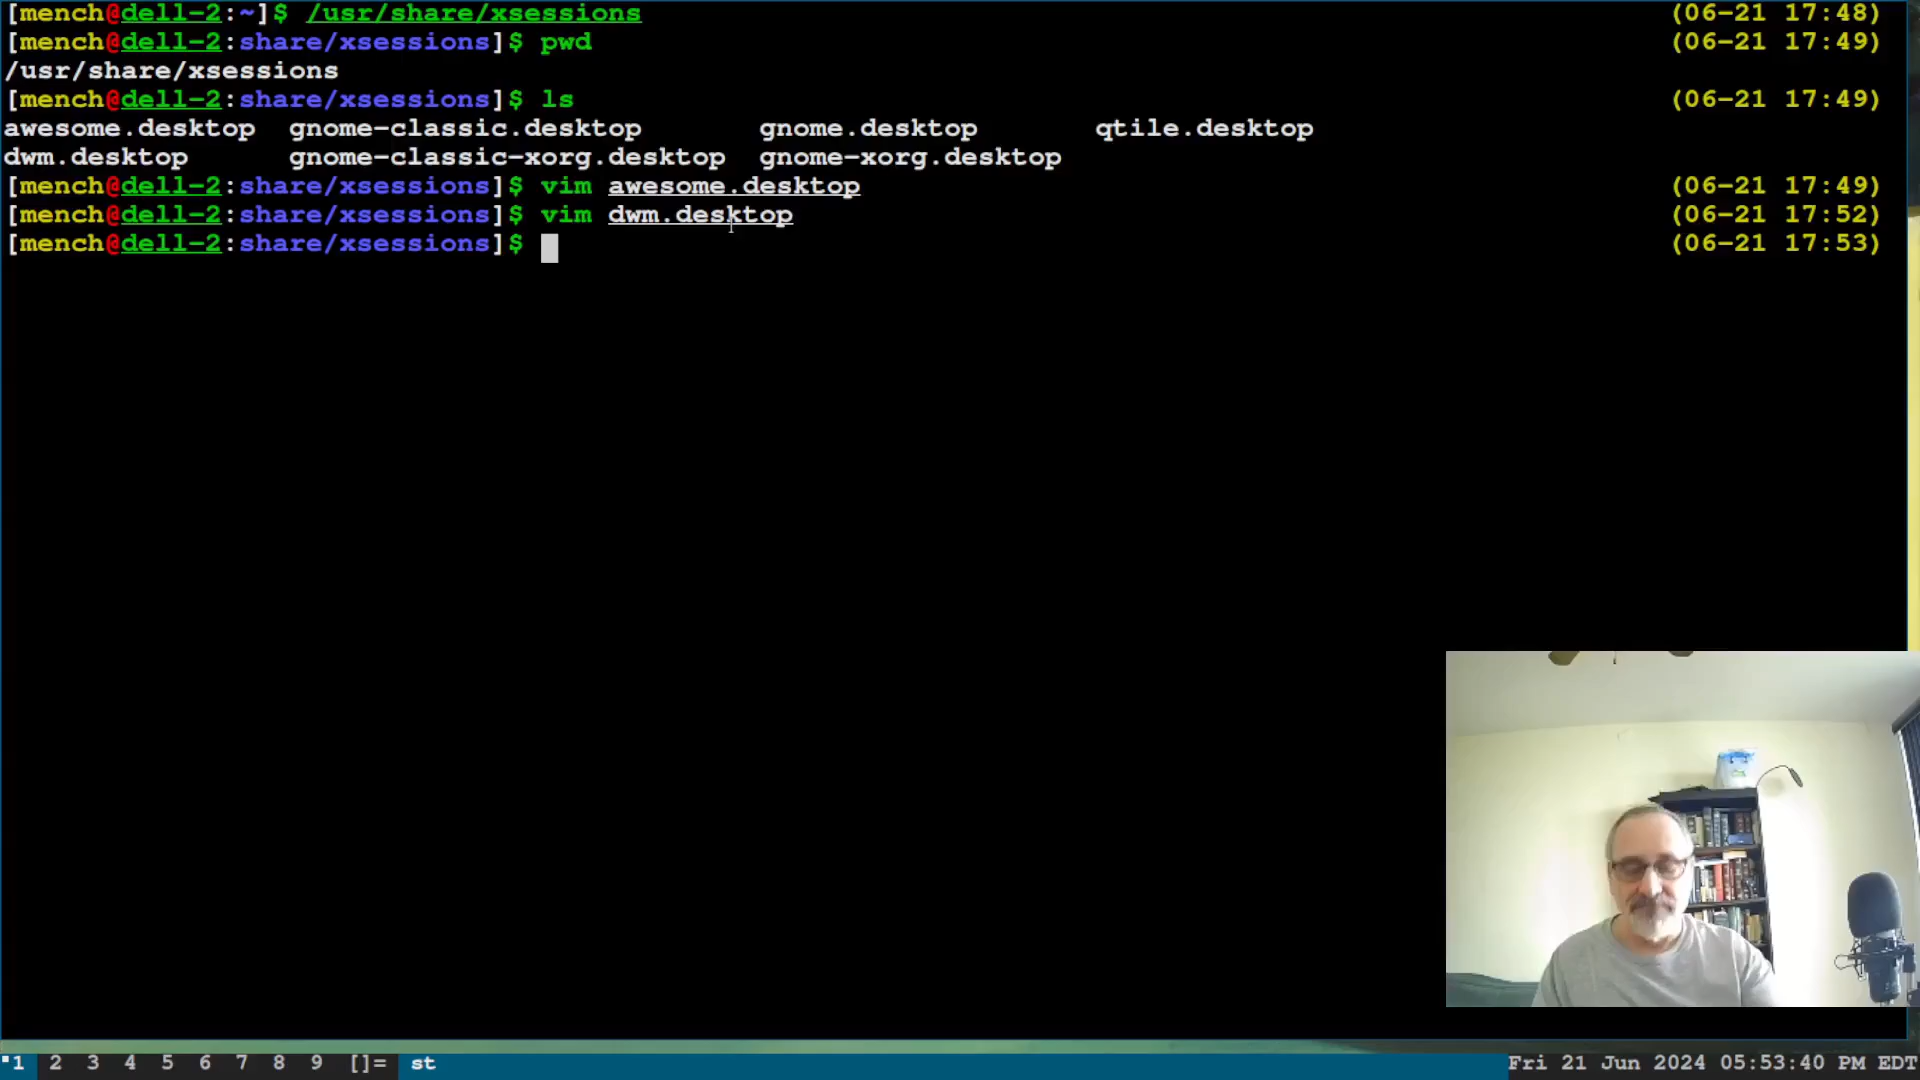 [mench@dell-2:~]$ /usr/share/xsessions (06-21 17:48)
[mench@dell-2:share/xsessions]$ pwd (06-21 17:49)
/usr/share/xsessions
[mench@dell-2:share/xsessions]$ ls (06-21 17:49)
awesome.desktop gnome-classic.desktop gnome.desktop qtile.desktop
dwm.desktop gnome-classic-xorg.desktop gnome-xorg.desktop
[mench@dell-2:share/xsessions]$ vim awesome.desktop (06-21 17:49)
[mench@dell-2:share/xsessions]$ vim dwm.desktop (06-21 17:52)
[mench@dell-2:share/xsessions]$ (06-21 17:53)
1 2 3 4 5 6 7 8 9 []= st Fri 21 Jun 2024 05:53:40 PM EDT